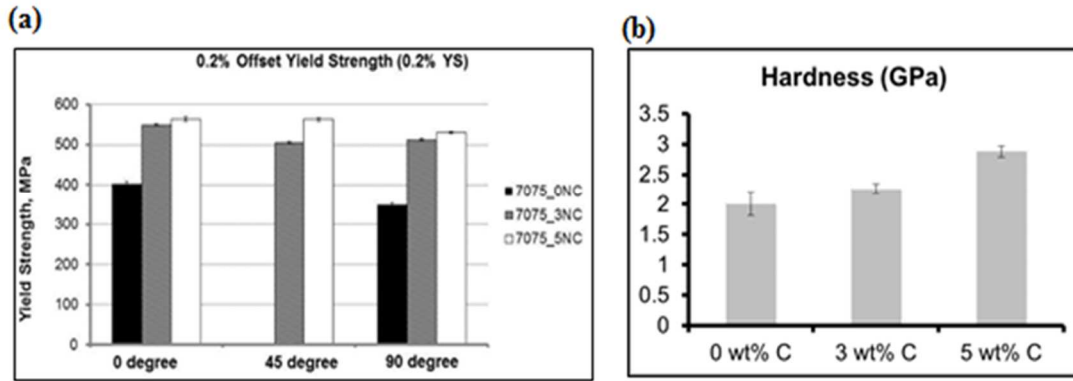 (a)
0.2% Offset Yield Strength (0.2% YS)
Yield Strength, MPa
600
500
400
300
200
100
0
0 degree
45 degree
90 degree
7075_0NC
7075_3NC
7075_5NC
(b)
Hardness (GPa)
3.5
3
2.5
2
1.5
1
0.5
0
0 wt% C
3 wt% C
5 wt% C